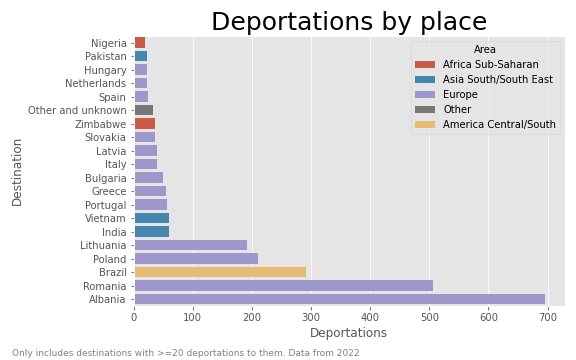 Deportations by place
Nigeria
Pakistan
Hungary
Netherlands
Spain
Other and unknown
Zimbabwe
Slovakia
Latvia
Italy
Bulgaria
Greece
Portugal
Vietnam
India
Lithuania
Poland
Brazil
Romania
Albania
Destination
Area
Africa Sub-Saharan
Asia South/South East
Europe
Other
America Central/South
0 100 200 300 400 500 600 700
Deportations
Only includes destinations with >=20 deportations to them. Data from 2022